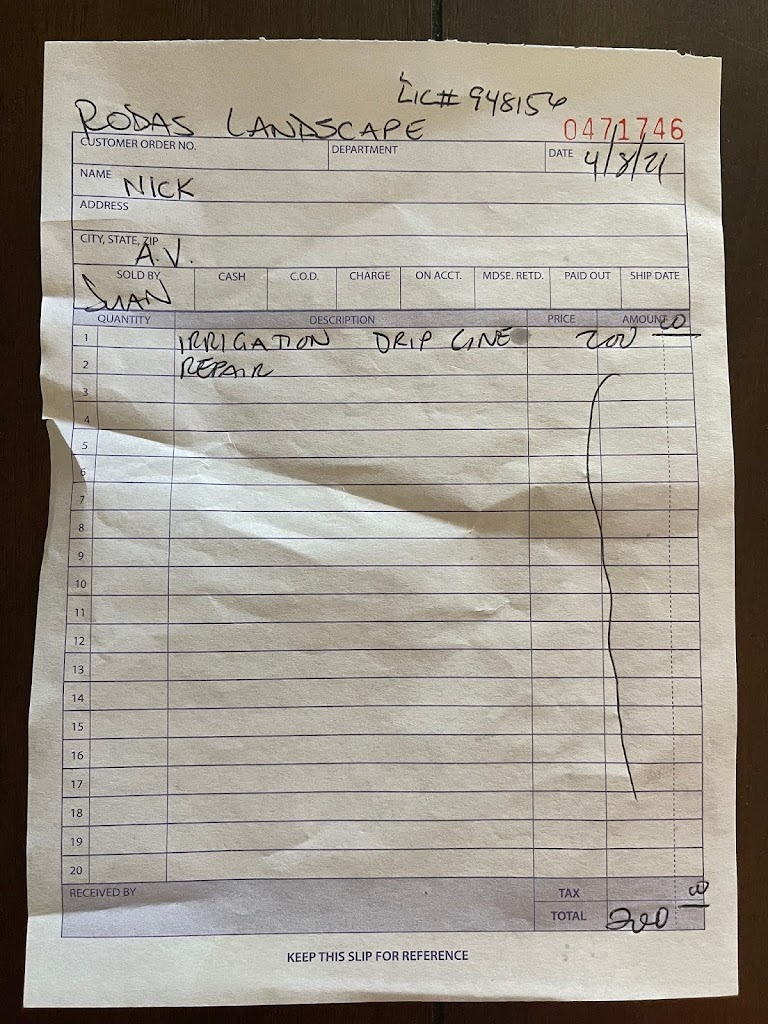 LIC# 948156
RODAS LANDSCAPE
0471746
CUSTOMER ORDER NO. DEPARTMENT DATE 4/8/21
NAME NICK
ADDRESS
CITY, STATE, ZIP A.V.
SOLD BY CASH C.O.D. CHARGE ON ACCT. MDSE. RETD. PAID OUT SHIP DATE
JUAN
QUANTITY DESCRIPTION PRICE AMOUNT
1 IRRIGATION DRIP LINE 200 00
2 REPAIR
3
4
5
6
7
8
9
10
11
12
13
14
15
16
17
18
19
20
RECEIVED BY TAX
TOTAL 200 00
KEEP THIS SLIP FOR REFERENCE